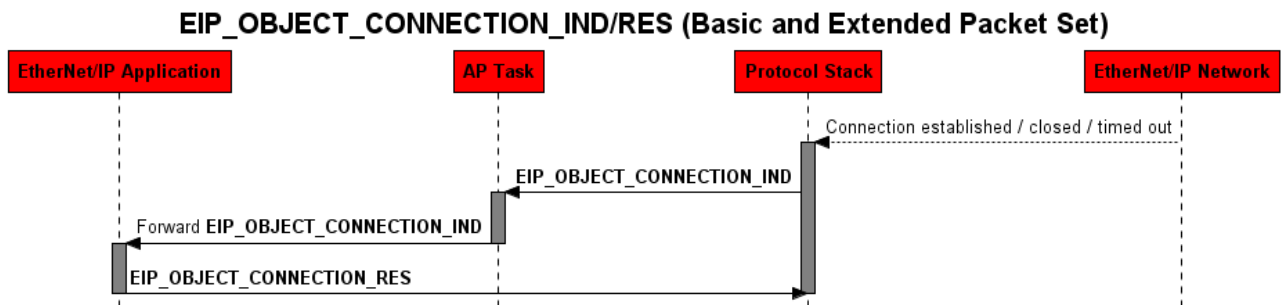 EIP_OBJECT_CONNECTION_IND/RES (Basic and Extended Packet Set)
EtherNet/IP Application
AP Task
Protocol Stack
EtherNet/IP Network
Connection established / closed / timed out
EIP_OBJECT_CONNECTION_IND
Forward EIP_OBJECT_CONNECTION_IND
EIP_OBJECT_CONNECTION_RES